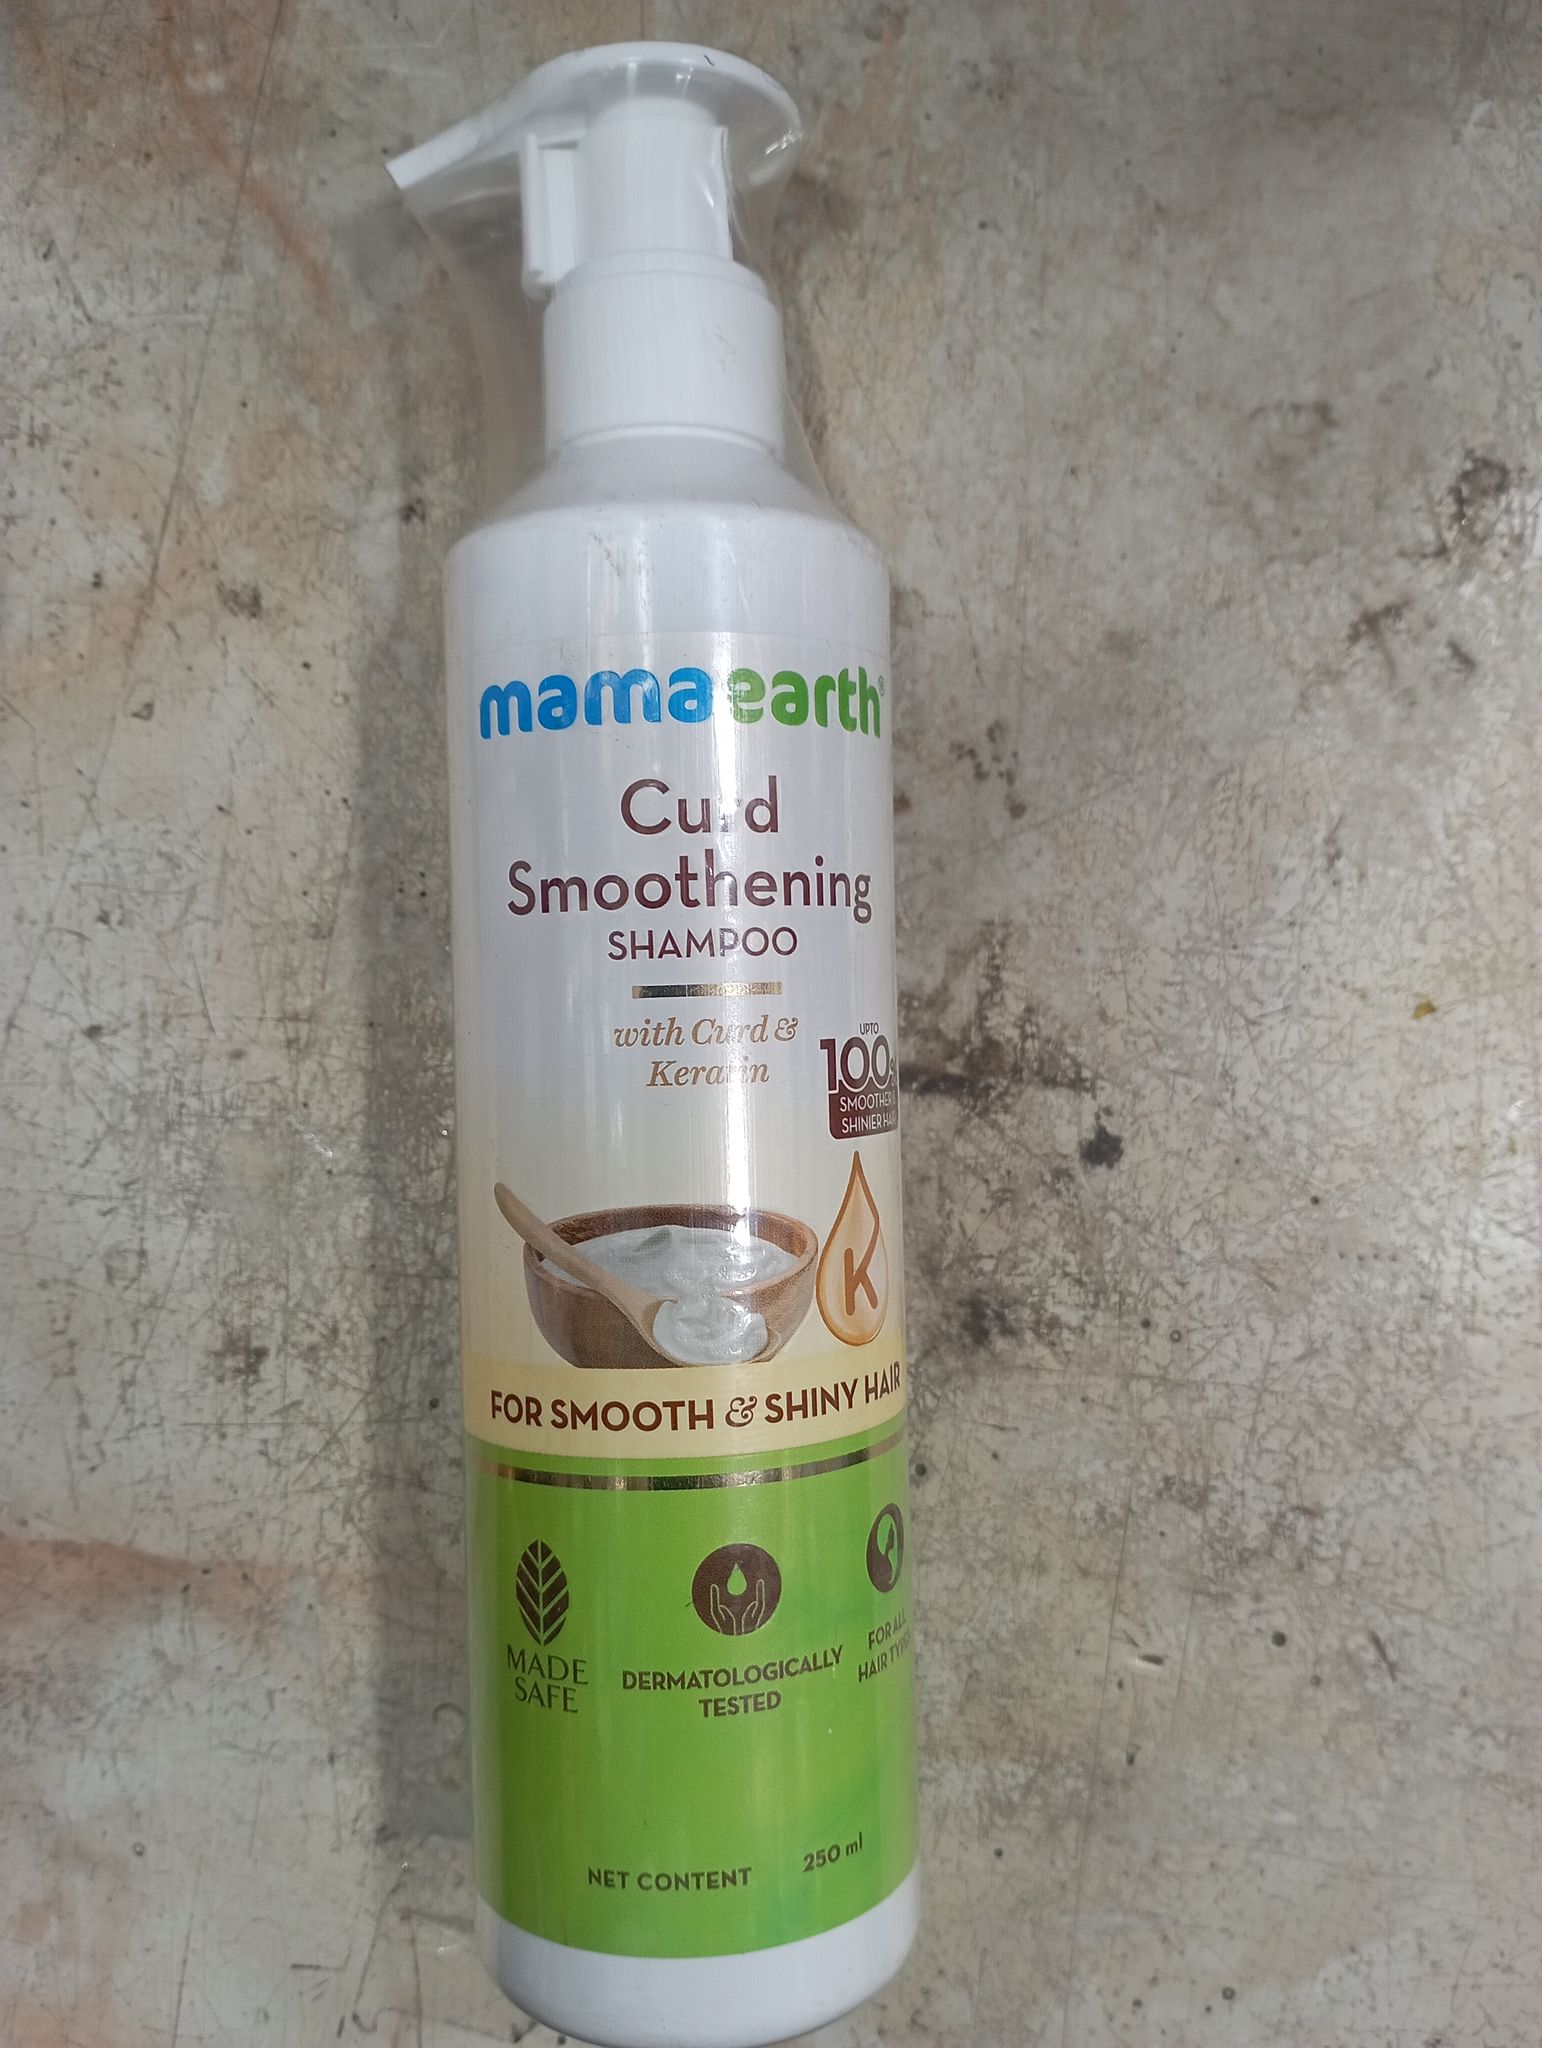 mamaearth®
Curd
Smoothening
SHAMPOO
with Curd &
Keratin
UPTO
100
SMOOTHER &
SHINIER HAIR
K
FOR SMOOTH & SHINY HAIR
MADE
SAFE
DERMATOLOGICALLY
TESTED
FOR ALL
HAIR TYPES
NET CONTENT 250 ml